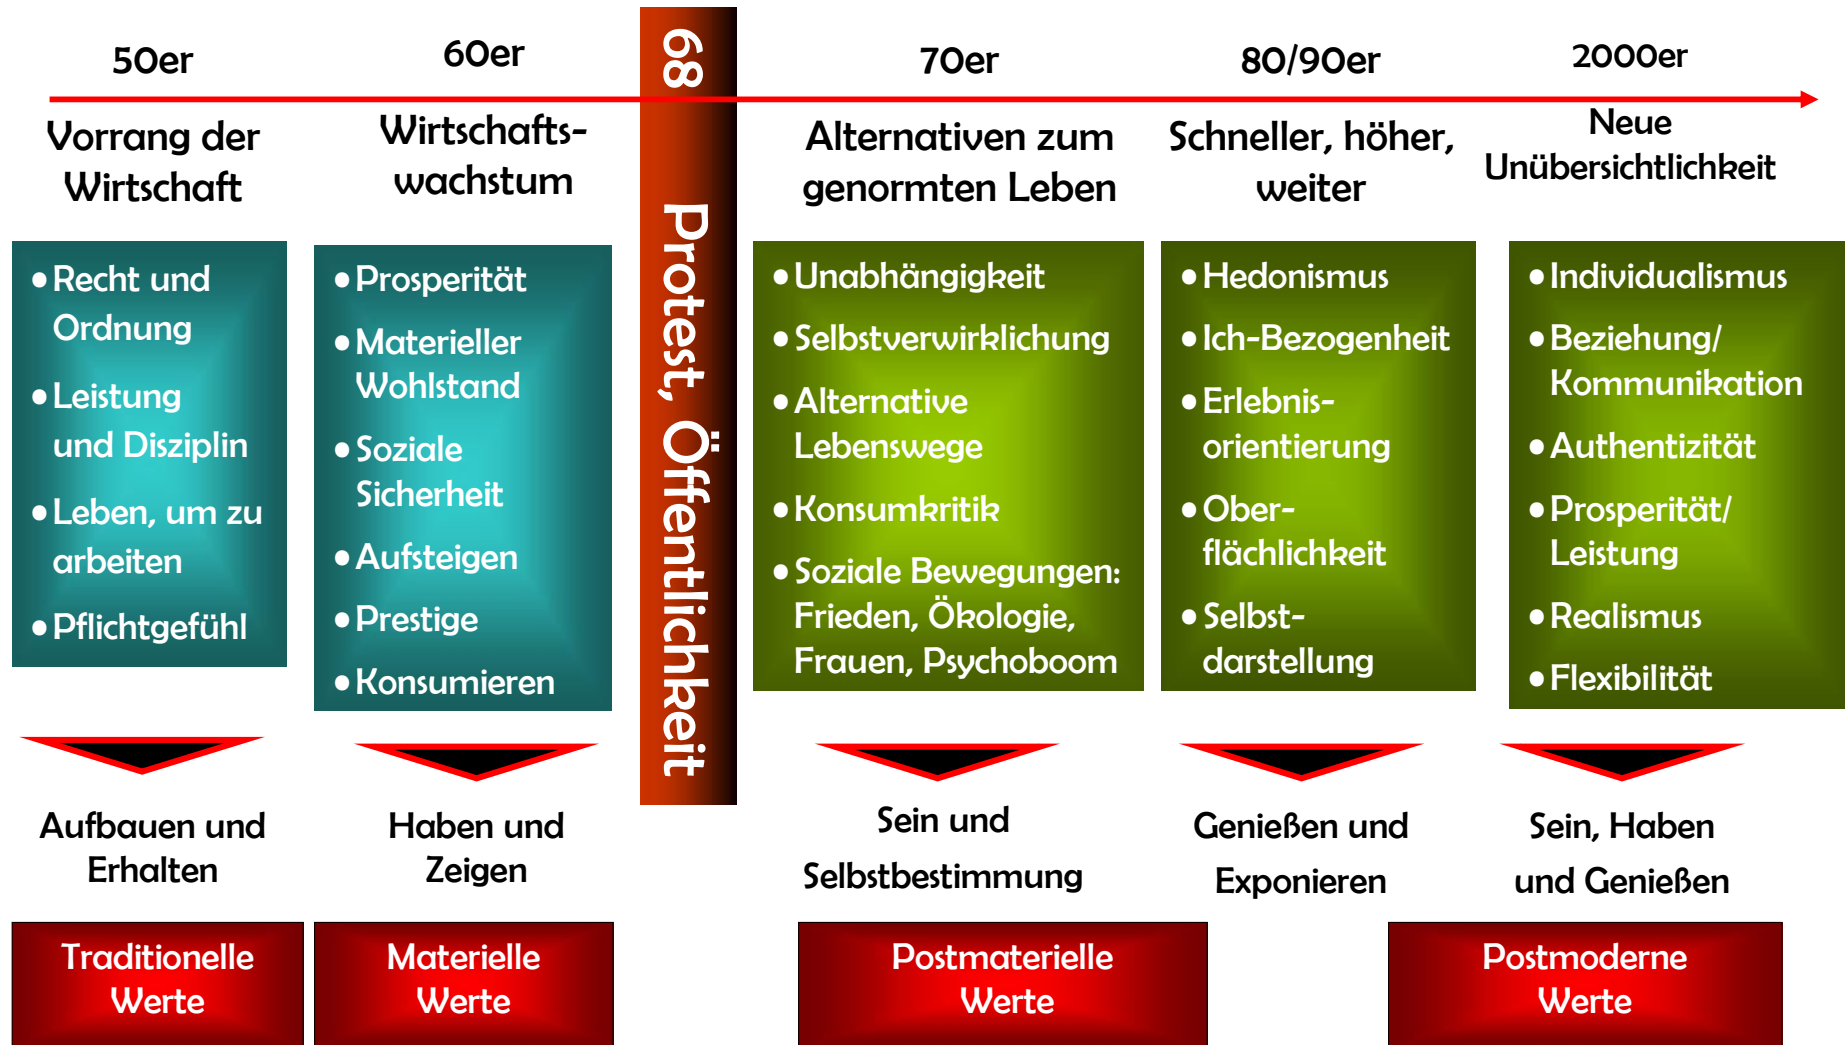 50er
Vorrang der
Wirtschaft
• Recht und
Ordnung
• Leistung
und Disziplin
• Leben, um zu
arbeiten
• Pflichtgefühl
Aufbauen und
Erhalten
Traditionelle
Werte
60er
Wirtschafts-
wachstum
• Prosperität
• Materieller
Wohlstand
• Soziale
Sicherheit
• Aufsteigen
• Prestige
• Konsumieren
Haben und
Zeigen
Materielle
Werte
68 Protest, Öffentlichkeit
70er
Alternativen zum
genormten Leben
• Unabhängigkeit
• Selbstverwirklichung
• Alternative
Lebenswege
• Konsumkritik
• Soziale Bewegungen:
Frieden, Ökologie,
Frauen, Psychoboom
Sein und
Selbstbestimmung
Postmaterielle
Werte
80/90er
Schneller, höher,
weiter
• Hedonismus
• Ich-Bezogenheit
• Erlebnis-
orientierung
• Ober-
flächlichkeit
• Selbst-
darstellung
Genießen und
Exponieren
2000er
Neue
Unübersichtlichkeit
• Individualismus
• Beziehung/
Kommunikation
• Authentizität
• Prosperität/
Leistung
• Realismus
• Flexibilität
Sein, Haben
und Genießen
Postmoderne
Werte